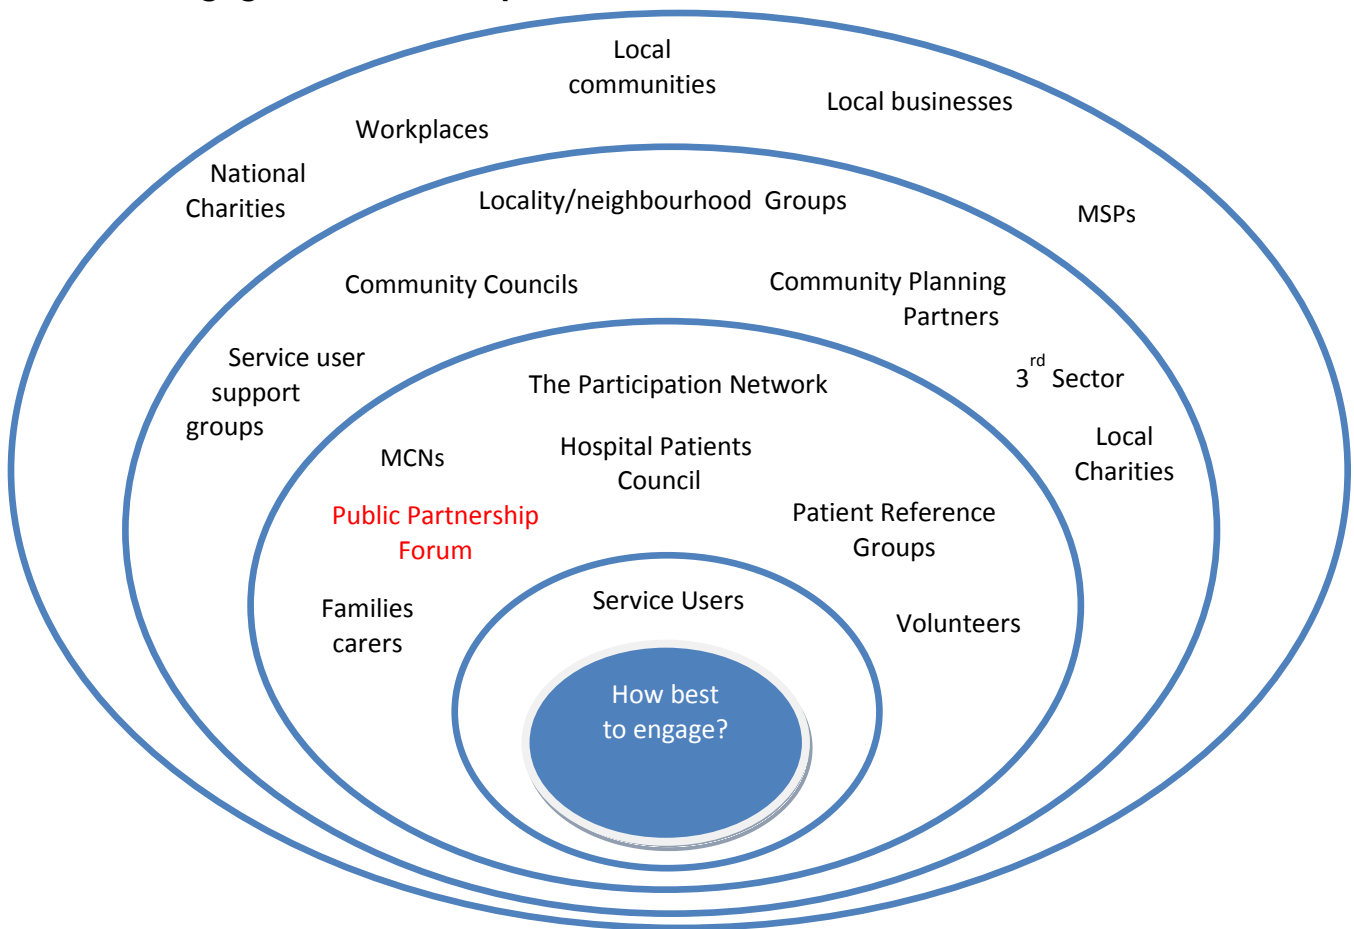 Local
communities
Local businesses
Workplaces
National
Charities
Locality/neighbourhood Groups
MSPs
Community Councils
Community Planning
Partners
Service user
support
groups
3rd Sector
The Participation Network
Local
Charities
MCNs
Hospital Patients
Council
Public Partnership
Forum
Patient Reference
Groups
Families
carers
Service Users
Volunteers
How best
to engage?